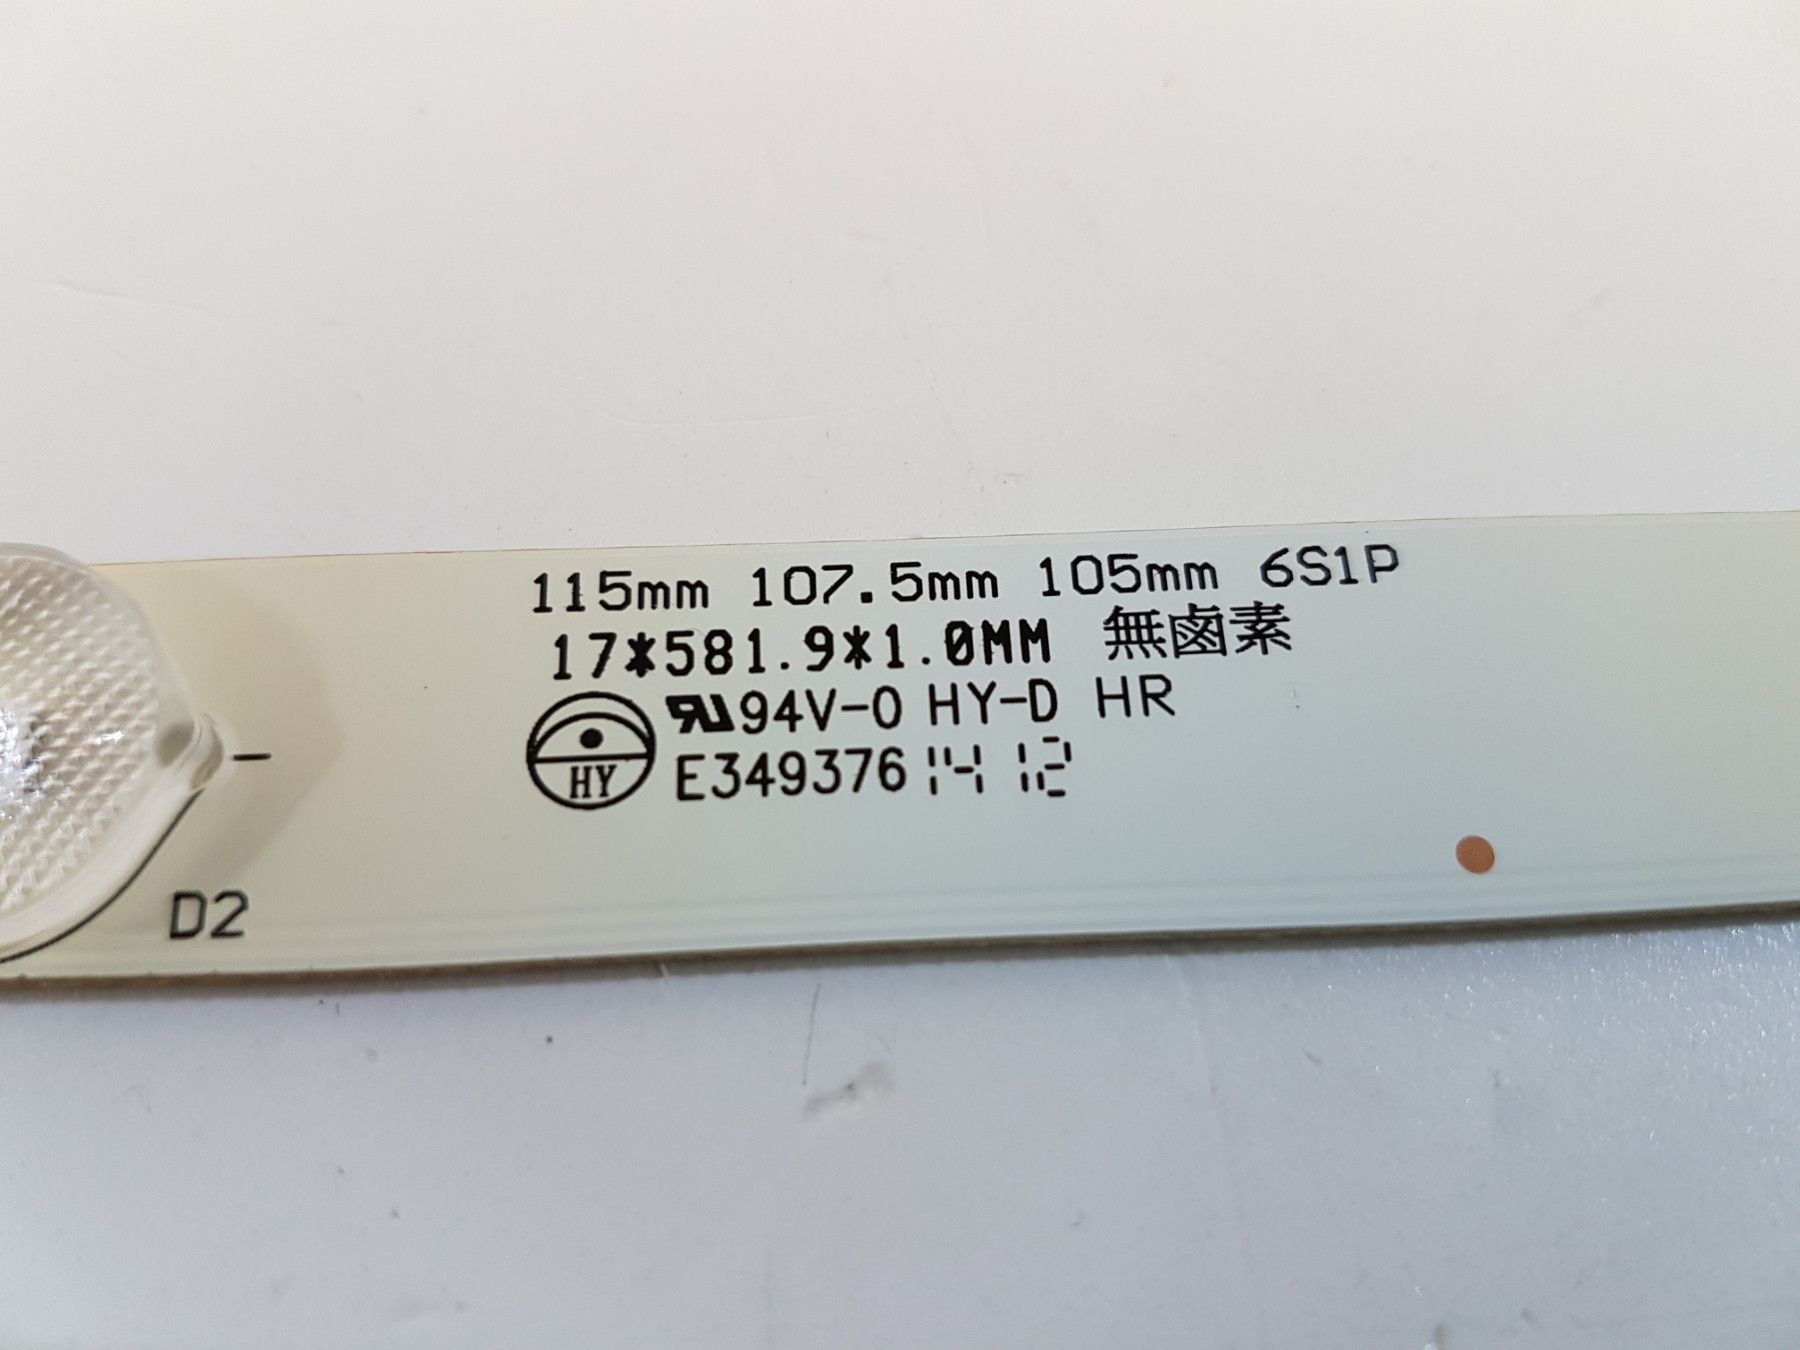 115mm 107.5mm 105mm 6S1P
17*581.9*1.0MM 無鹵素
94V-0 HY-D HR
HY
E349376 14 12
-
D2